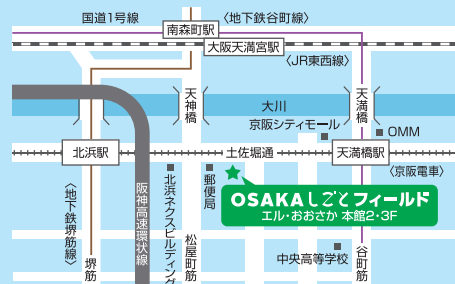 国道1号線
〈地下鉄谷町線〉
南森町駅
大阪天満宮駅
〈JR東西線〉
天神橋
天満橋
大川
京阪シティモール
OMM
北浜駅
土佐堀通
天満橋駅
〈京阪電車〉
〈地下鉄堺筋線〉
阪神高速環状線
北浜ネクスビルディング
郵便局
OSAKAしごとフィールド
エル・おおさか 本館2・3F
中央高等学校
堺筋
松屋町筋
谷町筋